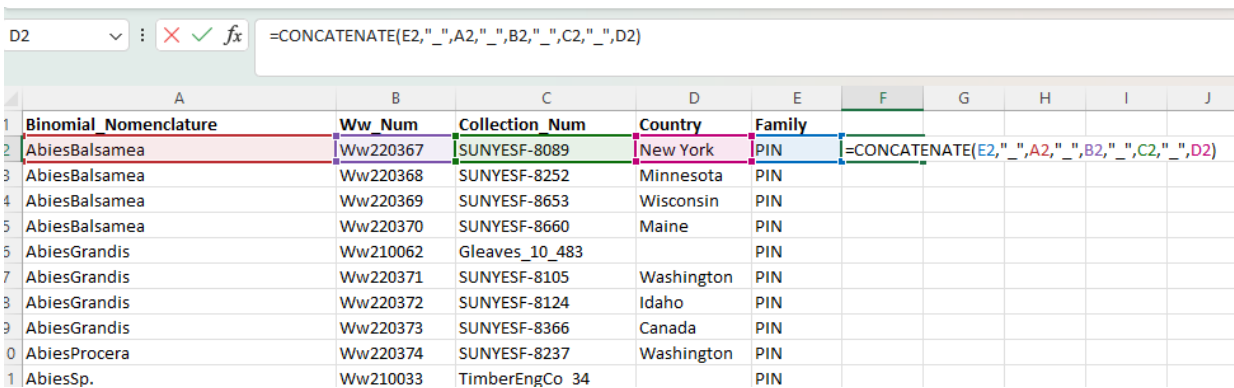 D2 fx =CONCATENATE(E2,"_",A2,"_",B2,"_",C2,"_",D2)
A B C D E F G H I J
1 Binomial_Nomenclature Ww_Num Collection_Num Country Family
2 AbiesBalsamea Ww220367 SUNYESF-8089 New York PIN =CONCATENATE(E2,"_",A2,"_",B2,"_",C2,"_",D2)
3 AbiesBalsamea Ww220368 SUNYESF-8252 Minnesota PIN
4 AbiesBalsamea Ww220369 SUNYESF-8653 Wisconsin PIN
5 AbiesBalsamea Ww220370 SUNYESF-8660 Maine PIN
6 AbiesGrandis Ww210062 Gleaves_10_483 PIN
7 AbiesGrandis Ww220371 SUNYESF-8105 Washington PIN
8 AbiesGrandis Ww220372 SUNYESF-8124 Idaho PIN
9 AbiesGrandis Ww220373 SUNYESF-8366 Canada PIN
0 AbiesProcera Ww220374 SUNYESF-8237 Washington PIN
1 AbiesSp. Ww210033 TimberEngCo_34 PIN